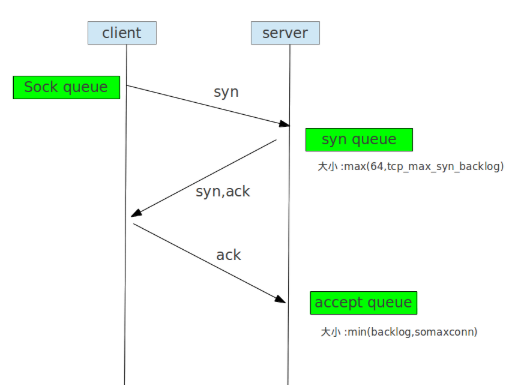 client
server
Sock queue
syn
syn queue
大小 :max(64,tcp_max_syn_backlog)
syn,ack
ack
accept queue
大小 :min(backlog,somaxconn)